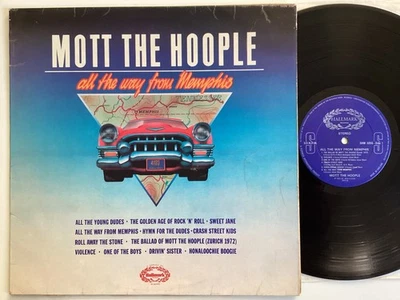 MOTT THE HOOPLE
all the way from Memphis
MEMPHIS
ALL THE YOUNG DUDES · THE GOLDEN AGE OF ROCK 'N' ROLL · SWEET JANE
ALL THE WAY FROM MEMPHIS · HYMN FOR THE DUDES · CRASH STREET KIDS
ROLL AWAY THE STONE · THE BALLAD OF MOTT THE HOOPLE (ZURICH 1972)
VIOLENCE · ONE OF THE BOYS · DRIVIN' SISTER · HONALOOCHIE BOOGIE
Hallmark
HALLMARK
STEREO
S
S
ALL THE WAY FROM MEMPHIS
MOTT THE HOOPLE